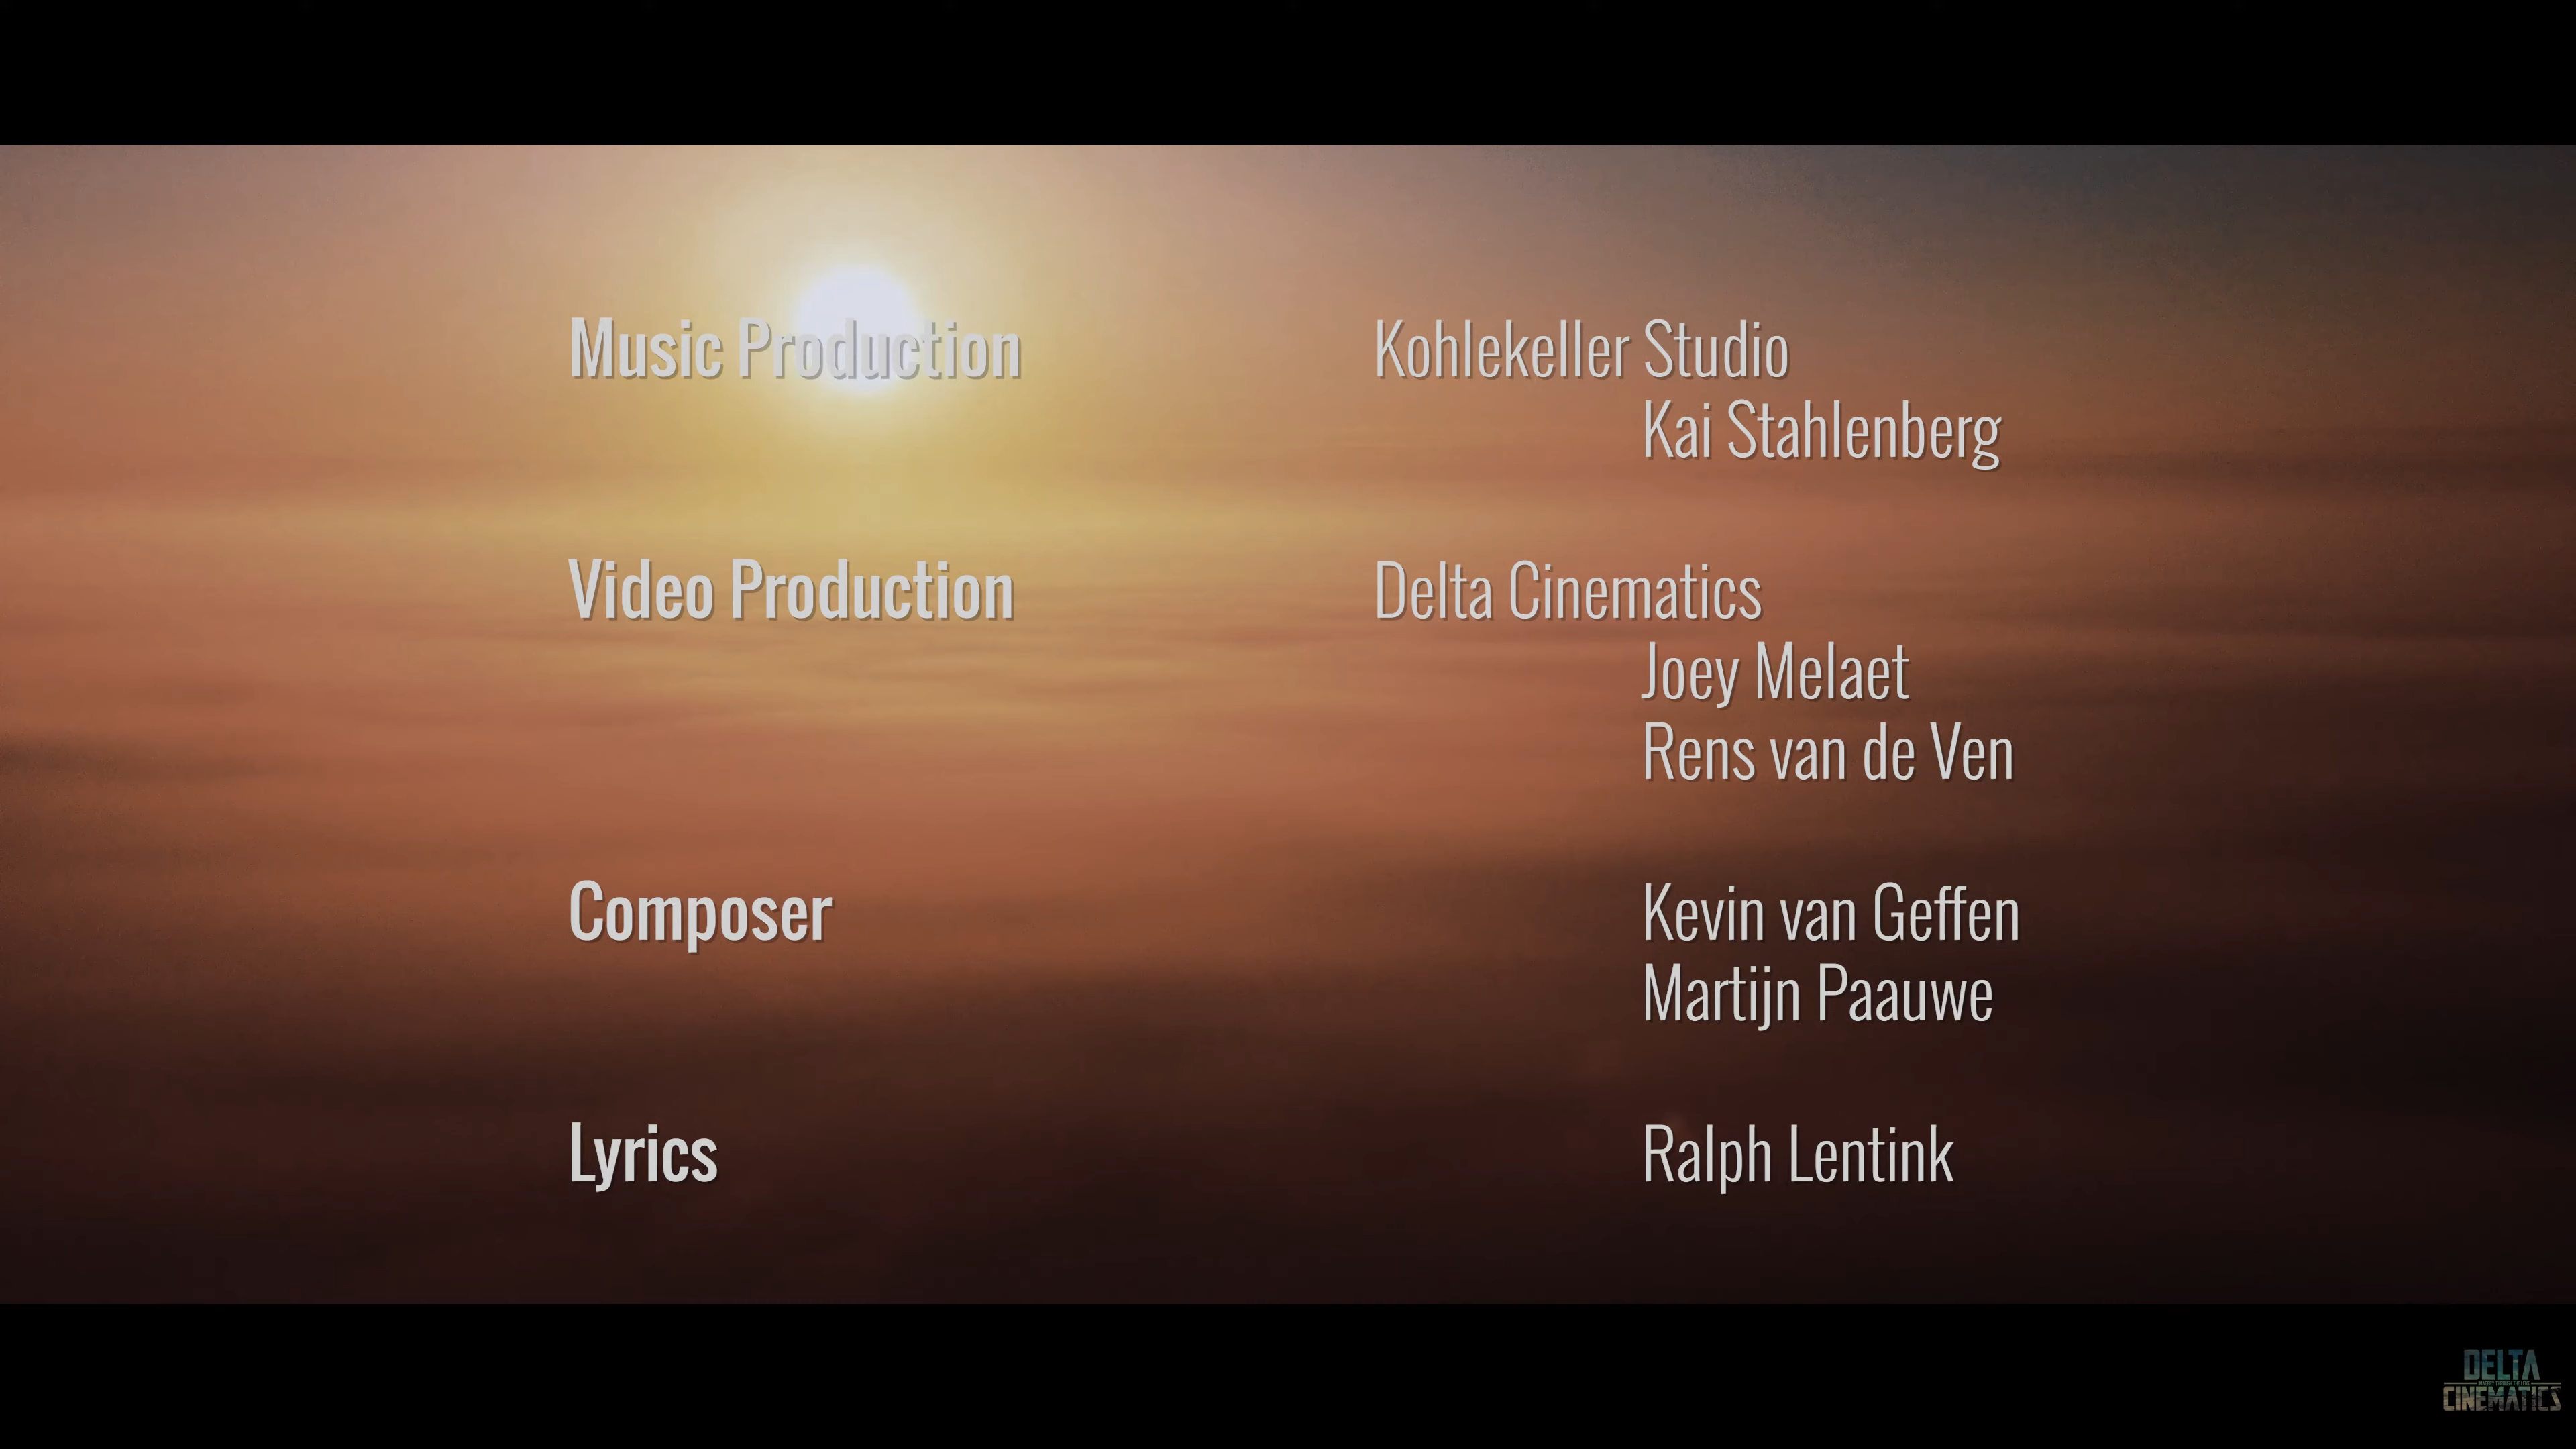 Music Production Kohlekeller Studio
Kai Stahlenberg
Video Production Delta Cinematics
Joey Melaet
Rens van de Ven
Composer Kevin van Geffen
Martijn Paauwe
Lyrics Ralph Lentink
DELTA
CINEMATICS